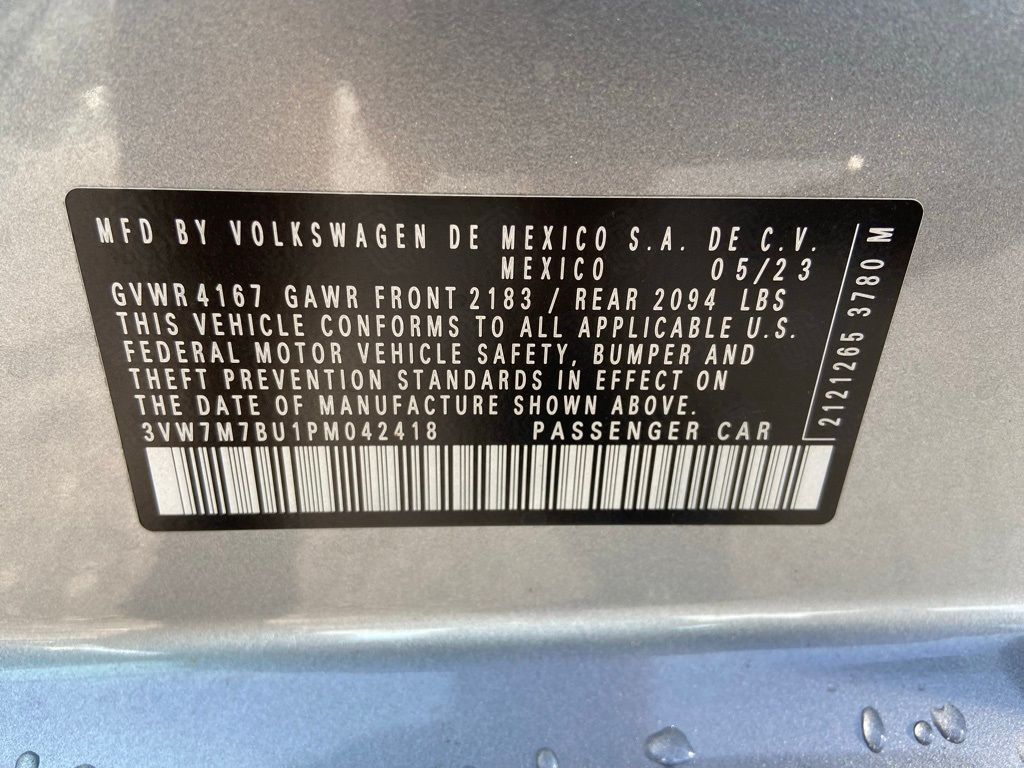 MFD BY VOLKSWAGEN DE MEXICO S.A. DE C.V.
MEXICO 05/23
GVWR 4167 GAWR FRONT 2183 / REAR 2094 LBS
THIS VEHICLE CONFORMS TO ALL APPLICABLE U.S.
FEDERAL MOTOR VEHICLE SAFETY, BUMPER AND
THEFT PREVENTION STANDARDS IN EFFECT ON
THE DATE OF MANUFACTURE SHOWN ABOVE.
3VW7M7BU1PM042418 PASSENGER CAR
2121265 3780 M